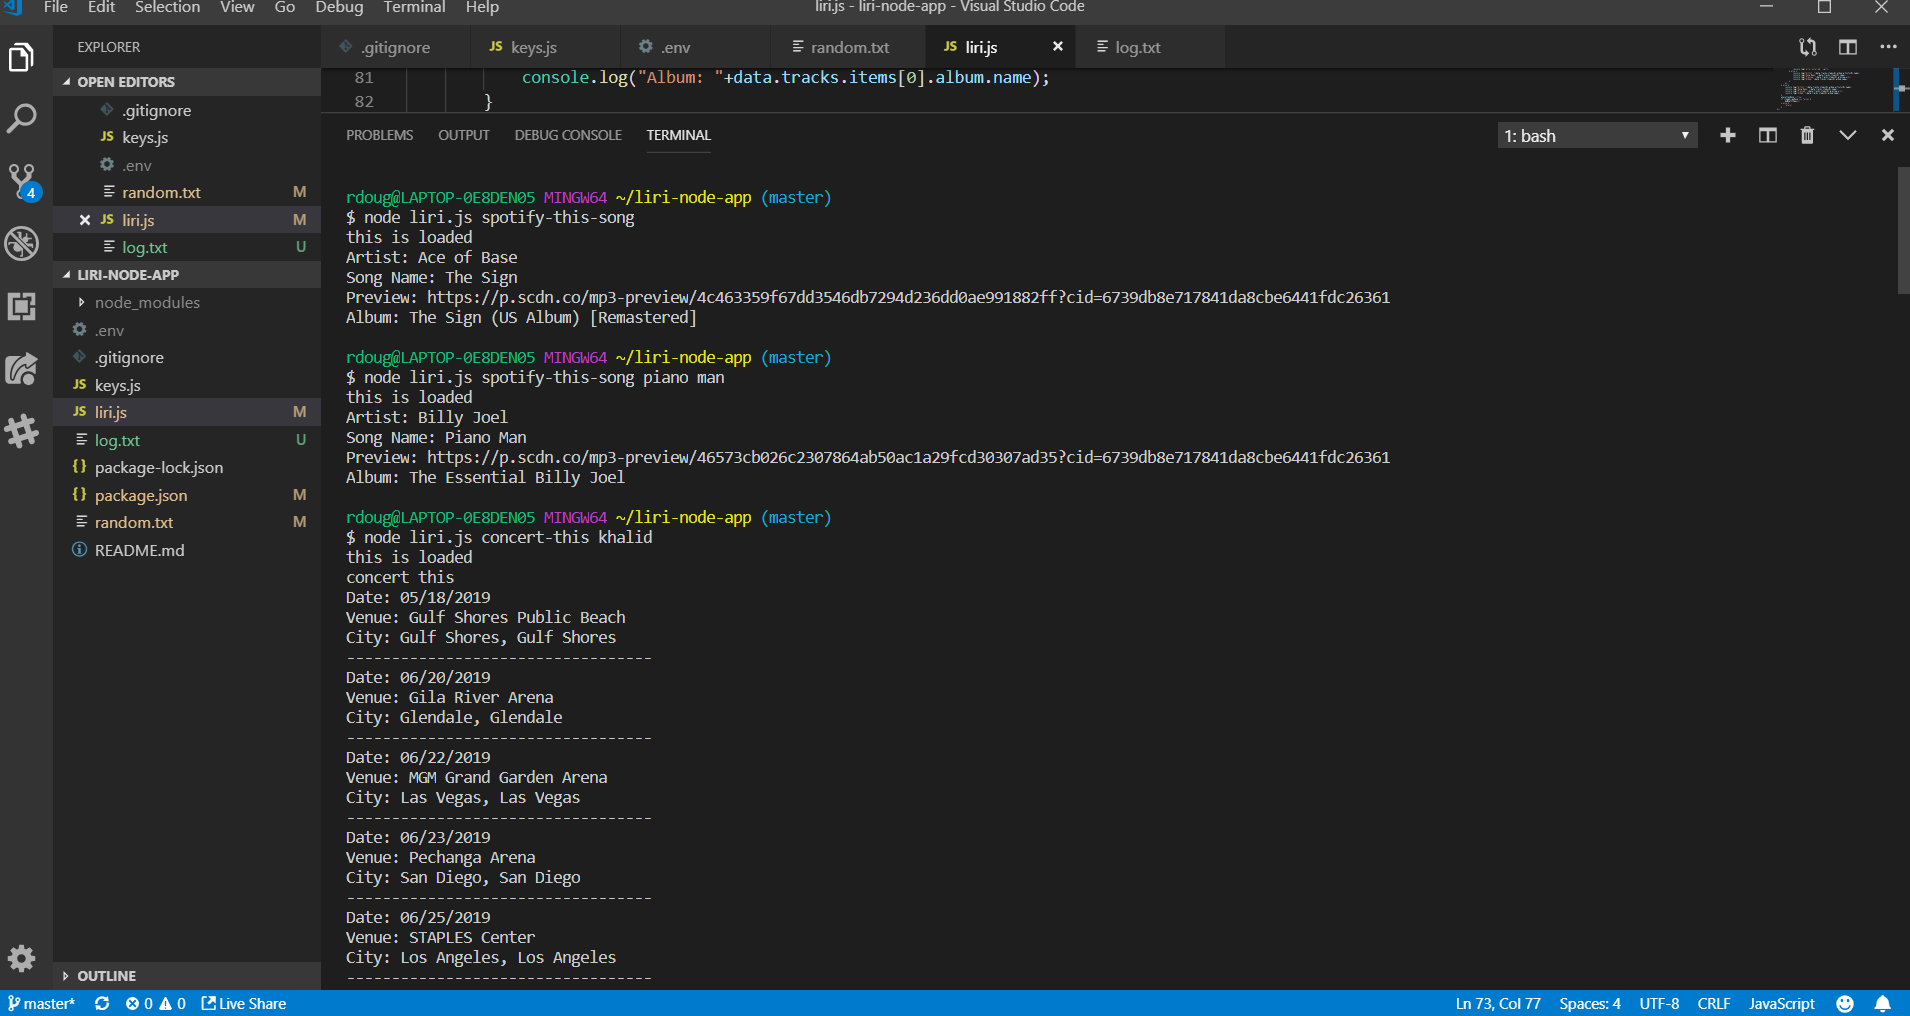 File Edit Selection View Go Debug Terminal Help liri.js - liri-node-app - Visual Studio Code
EXPLORER
.gitignore JS keys.js .env random.txt JS liri.js log.txt
OPEN EDITORS
.gitignore
JS keys.js
.env
random.txt M
JS liri.js M
log.txt U
LIRI-NODE-APP
node_modules
.env
.gitignore
JS keys.js
JS liri.js M
log.txt U
{} package-lock.json
{} package.json M
random.txt M
README.md
OUTLINE
4
81 console.log("Album: "+data.tracks.items[0].album.name);
82 }
PROBLEMS OUTPUT DEBUG CONSOLE TERMINAL 1: bash
rdoug@LAPTOP-0E8DEN05 MINGW64 ~/liri-node-app (master)
$ node liri.js spotify-this-song
this is loaded
Artist: Ace of Base
Song Name: The Sign
Preview: https://p.scdn.co/mp3-preview/4c463359f67dd3546db7294d236dd0ae991882ff?cid=6739db8e717841da8cbe6441fdc26361
Album: The Sign (US Album) [Remastered]
rdoug@LAPTOP-0E8DEN05 MINGW64 ~/liri-node-app (master)
$ node liri.js spotify-this-song piano man
this is loaded
Artist: Billy Joel
Song Name: Piano Man
Preview: https://p.scdn.co/mp3-preview/46573cb026c2307864ab50ac1a29fcd30307ad35?cid=6739db8e717841da8cbe6441fdc26361
Album: The Essential Billy Joel
rdoug@LAPTOP-0E8DEN05 MINGW64 ~/liri-node-app (master)
$ node liri.js concert-this khalid
this is loaded
concert this
Date: 05/18/2019
Venue: Gulf Shores Public Beach
City: Gulf Shores, Gulf Shores
----------------------------------
Date: 06/20/2019
Venue: Gila River Arena
City: Glendale, Glendale
----------------------------------
Date: 06/22/2019
Venue: MGM Grand Garden Arena
City: Las Vegas, Las Vegas
----------------------------------
Date: 06/23/2019
Venue: Pechanga Arena
City: San Diego, San Diego
----------------------------------
Date: 06/25/2019
Venue: STAPLES Center
City: Los Angeles, Los Angeles
----------------------------------
master* 0 0 Live Share Ln 73, Col 77 Spaces: 4 UTF-8 CRLF JavaScript